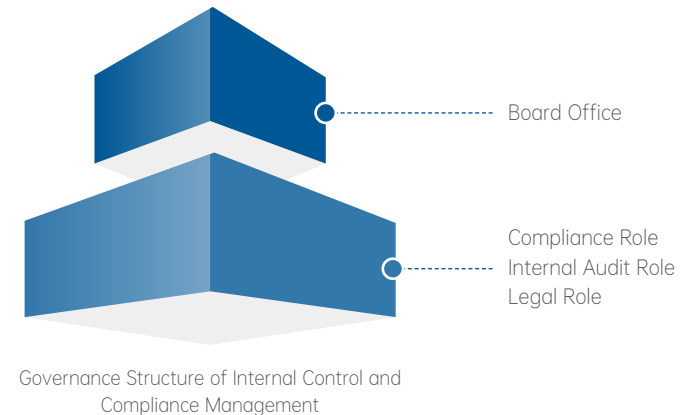 Board Office
Compliance Role
Internal Audit Role
Legal Role
Governance Structure of Internal Control and
Compliance Management